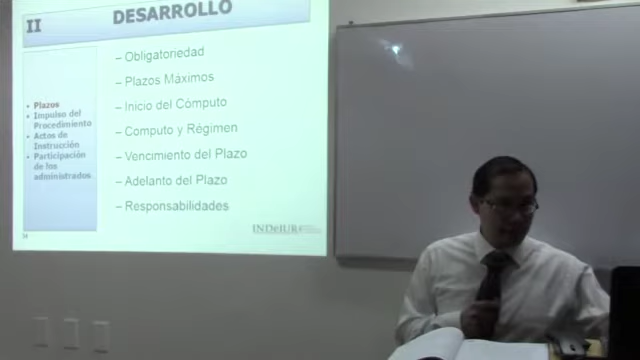 II
DESARROLLO
• Plazos
• Impulso del
Procedimiento
• Actos de
Instrucción
• Participación
de los
administrados
– Obligatoriedad
– Plazos Máximos
– Inicio del Cómputo
– Computo y Régimen
– Vencimiento del Plazo
– Adelanto del Plazo
– Responsabilidades
INDeIURE